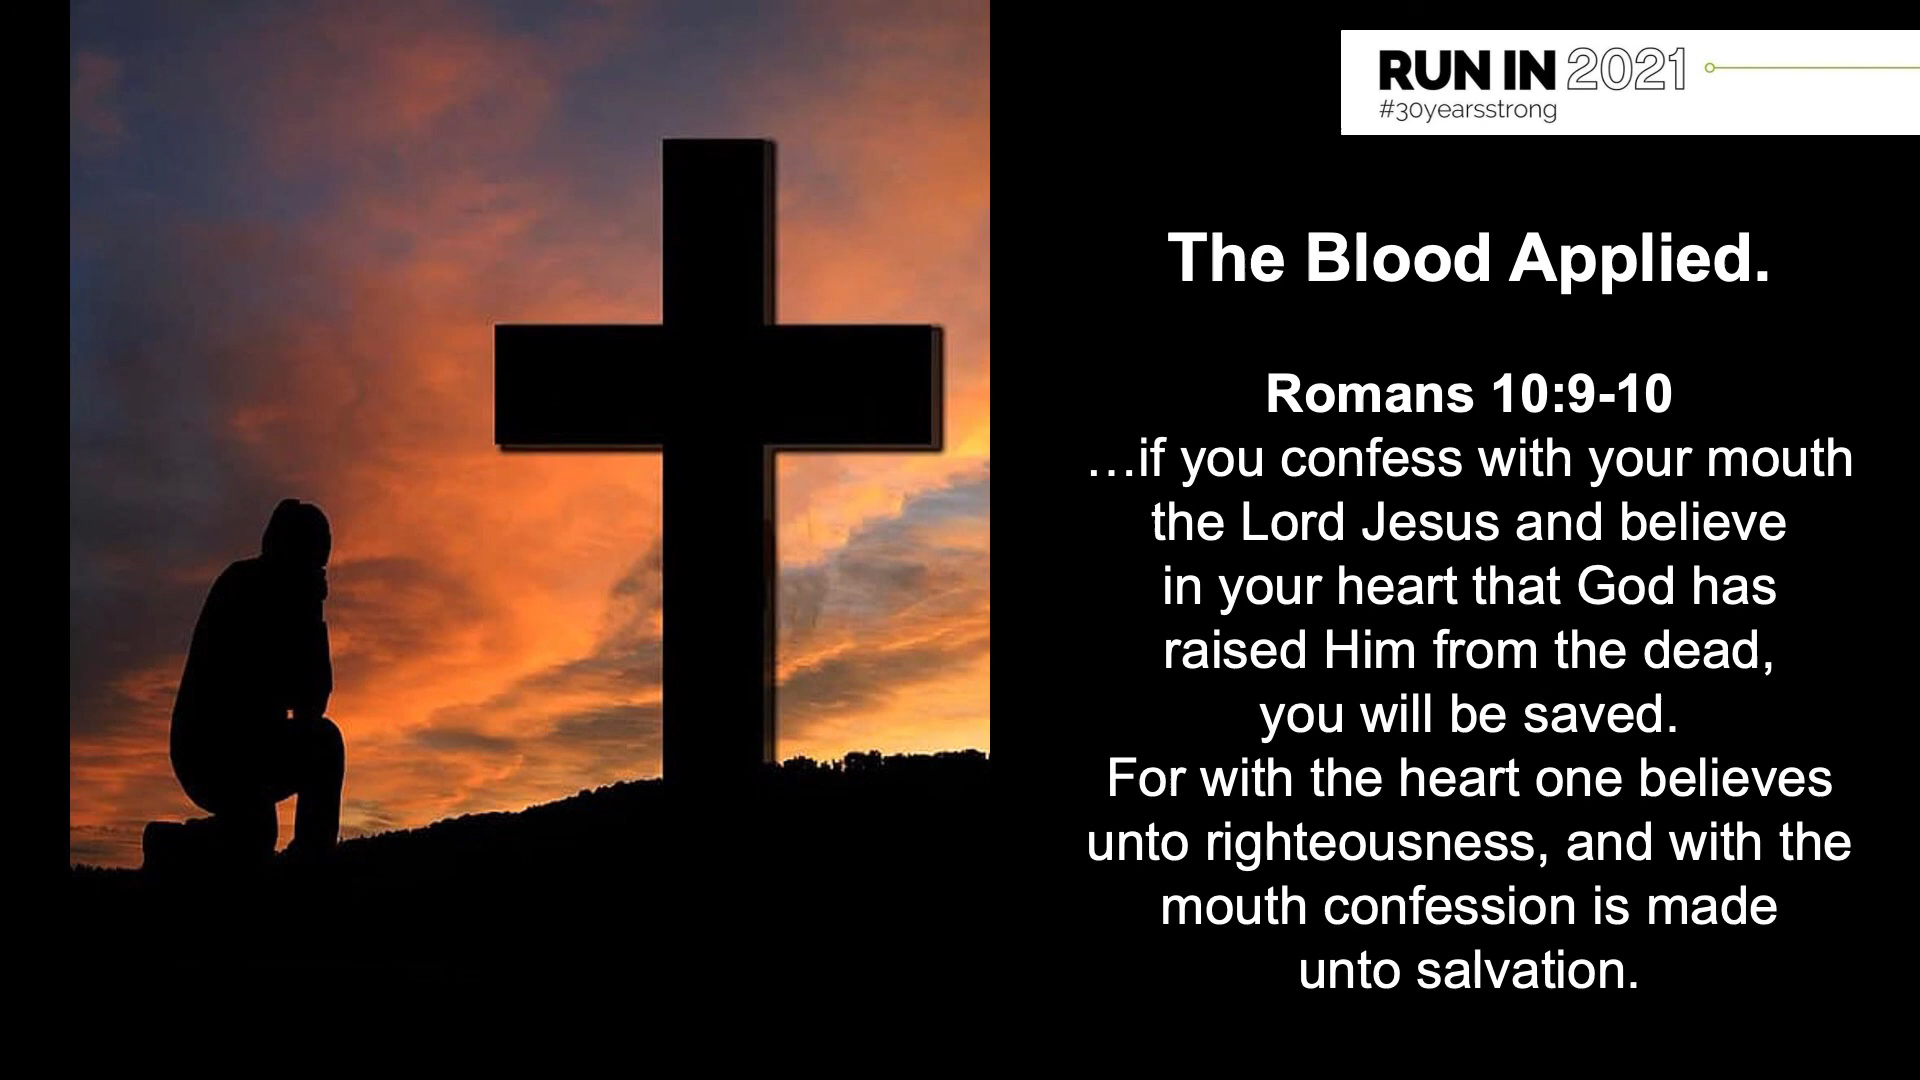 RUN IN 2021
#30yearsstrong
The Blood Applied.
Romans 10:9-10
…if you confess with your mouth
the Lord Jesus and believe
in your heart that God has
raised Him from the dead,
you will be saved.
For with the heart one believes
unto righteousness, and with the
mouth confession is made
unto salvation.